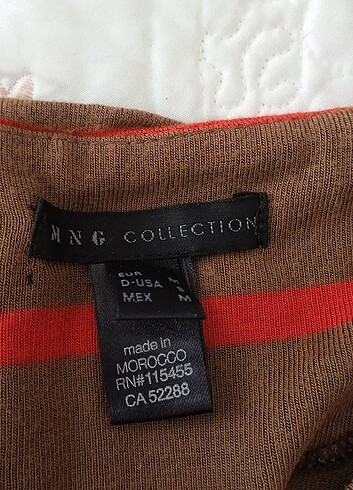 MNG COLLECTION
EUR M
D-USA M
MEX M
made in
MOROCCO
RN#115455
CA 52288